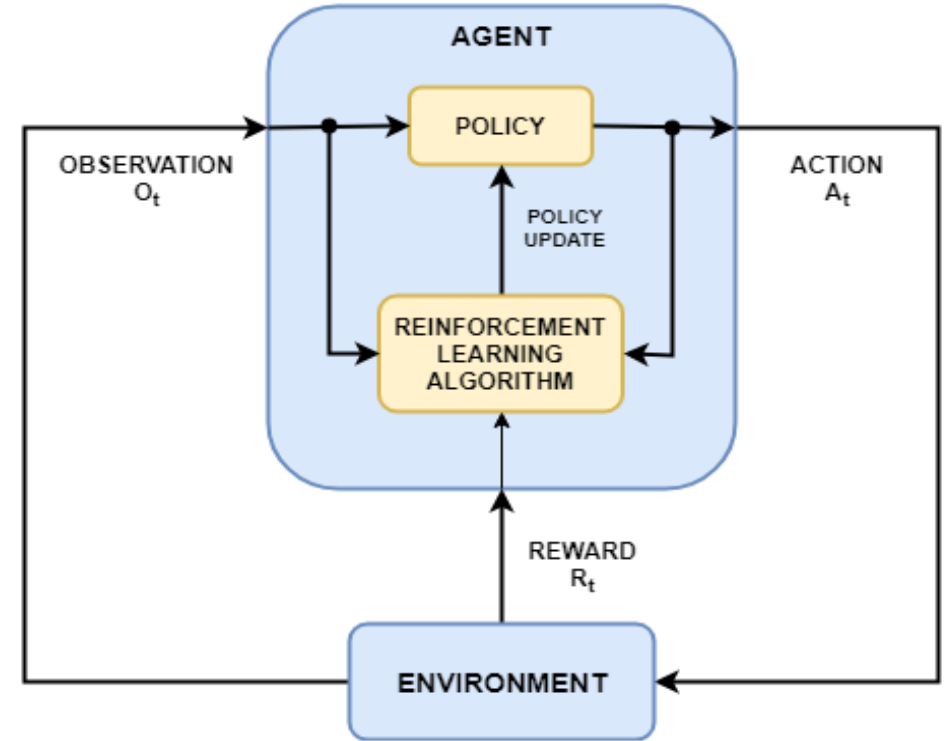 AGENT
POLICY
OBSERVATION
Oₜ
ACTION
Aₜ
POLICY
UPDATE
REINFORCEMENT
LEARNING
ALGORITHM
REWARD
Rₜ
ENVIRONMENT